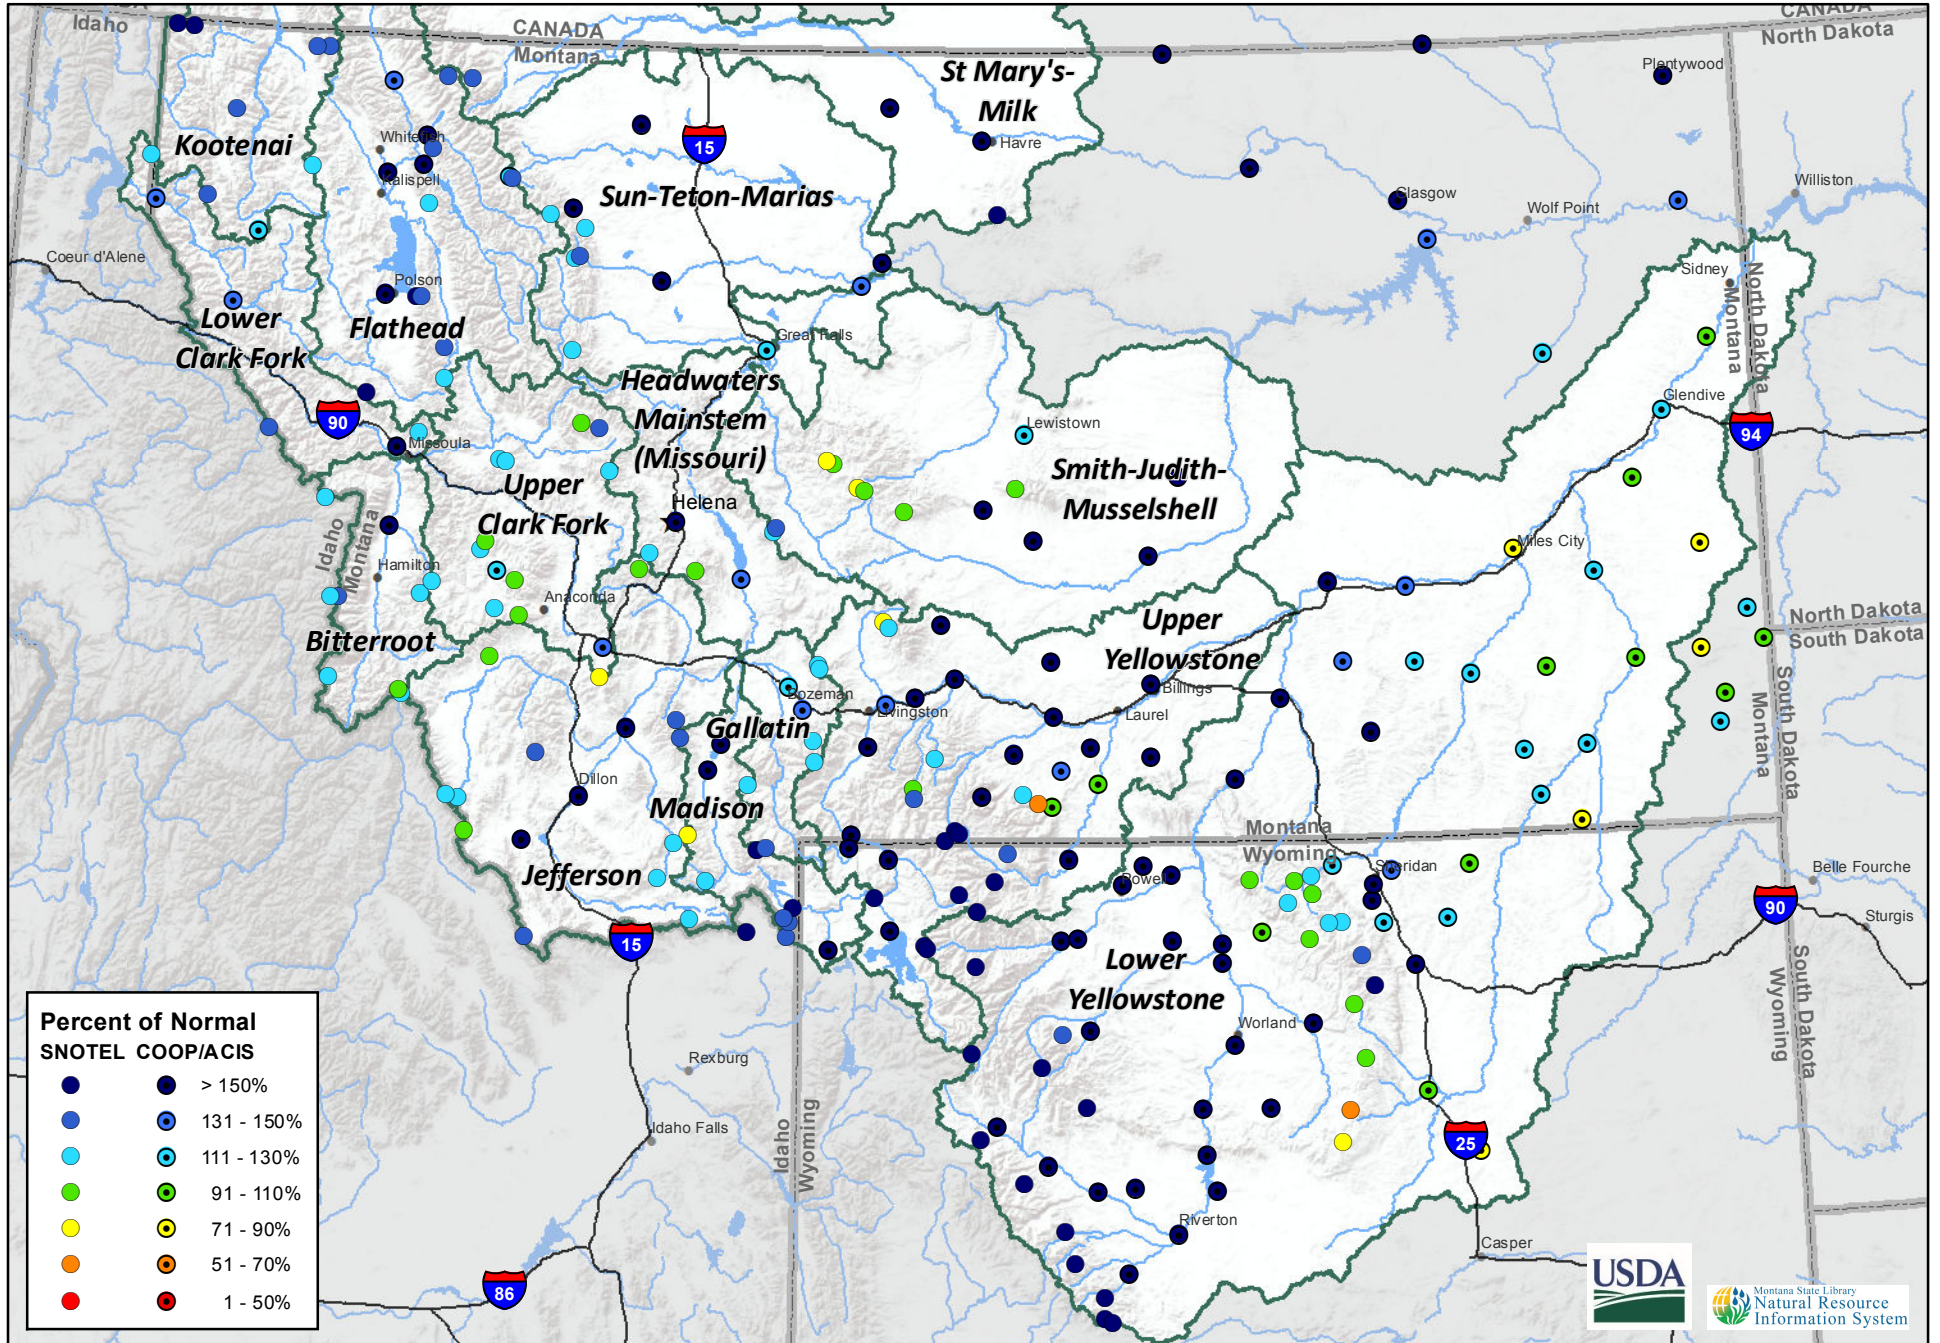 Idaho
CANADA
Montana
CANADA
North Dakota
Plentywood
St Mary's-
Milk
Havre
Kootenai
Whitefish
Kalispell
15
Sun-Teton-Marias
Glasgow
Wolf Point
Williston
Coeur d'Alene
Polson
Sidney
North Dakota
Montana
Lower
Clark Fork
Flathead
Great Falls
Headwaters
Mainstem
(Missouri)
Glendive
90
94
Missoula
Lewistown
Smith-Judith-
Musselshell
Upper
Clark Fork
Helena
Idaho
Montana
Hamilton
Miles City
Anaconda
Bitterroot
Upper
Yellowstone
North Dakota
South Dakota
Bozeman
Livingston
Billings
Laurel
Gallatin
South Dakota
Montana
Dillon
Madison
Montana
Wyoming
Jefferson
Powell
Sheridan
Belle Fourche
90
Sturgis
15
Lower
Yellowstone
South Dakota
Wyoming
Worland
Rexburg
Idaho Falls
Idaho
Wyoming
25
Riverton
Casper
86
Percent of Normal
SNOTEL COOP/ACIS
> 150%
131 - 150%
111 - 130%
91 - 110%
71 - 90%
51 - 70%
1 - 50%
USDA
Montana State Library
Natural Resource
Information System